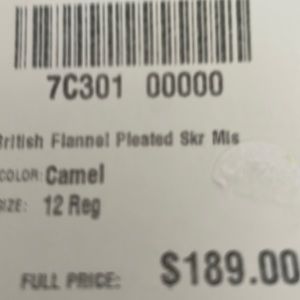 7C301 00000
British Flannel Pleated Skr Mis
COLOR: Camel
SIZE: 12 Reg
FULL PRICE: $189.00